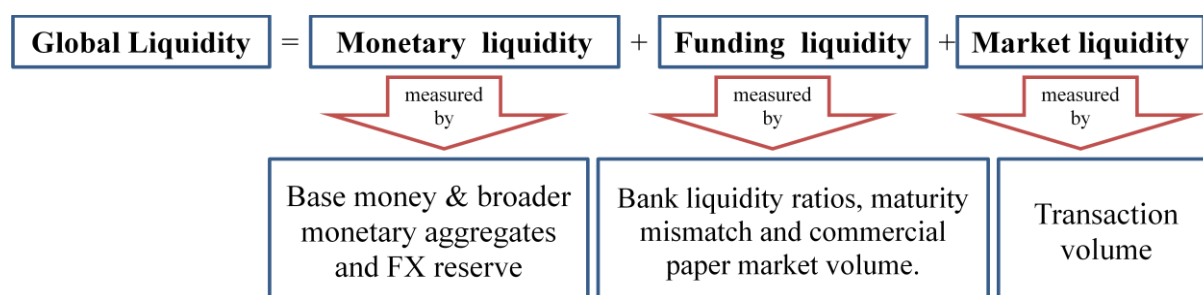 Global Liquidity = Monetary liquidity + Funding liquidity + Market liquidity
measured by
measured by
measured by
Base money & broader
monetary aggregates
and FX reserve
Bank liquidity ratios, maturity
mismatch and commercial
paper market volume.
Transaction
volume